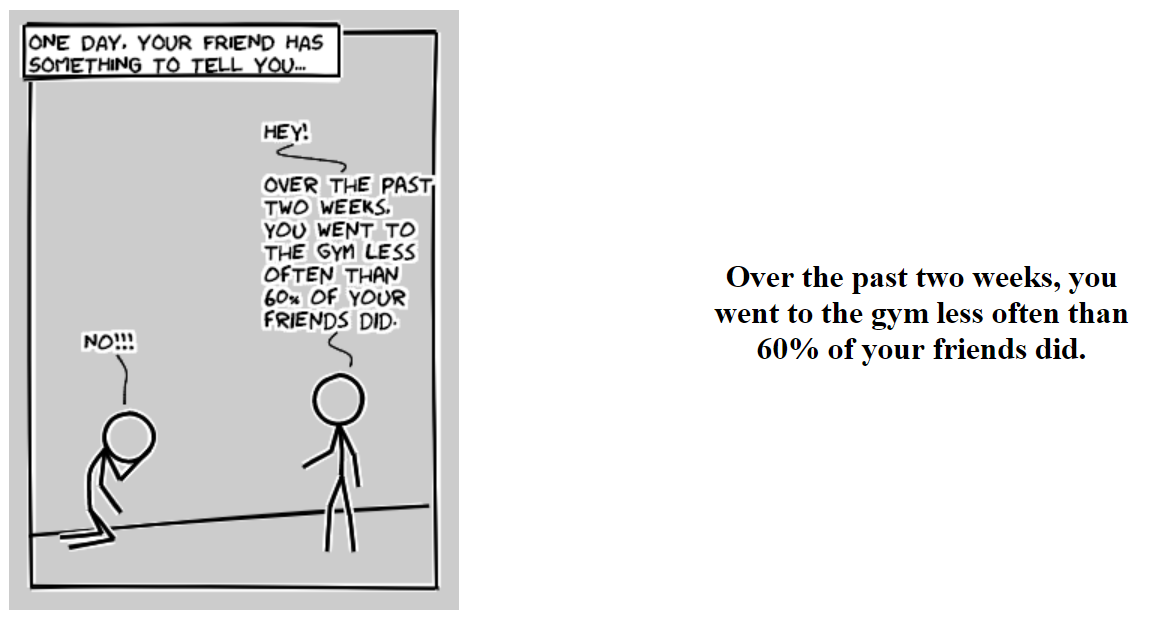 ONE DAY, YOUR FRIEND HAS
SOMETHING TO TELL YOU...
HEY!
OVER THE PAST
TWO WEEKS,
YOU WENT TO
THE GYM LESS
OFTEN THAN
60% OF YOUR
FRIENDS DID.
NO!!!
Over the past two weeks, you
went to the gym less often than
60% of your friends did.